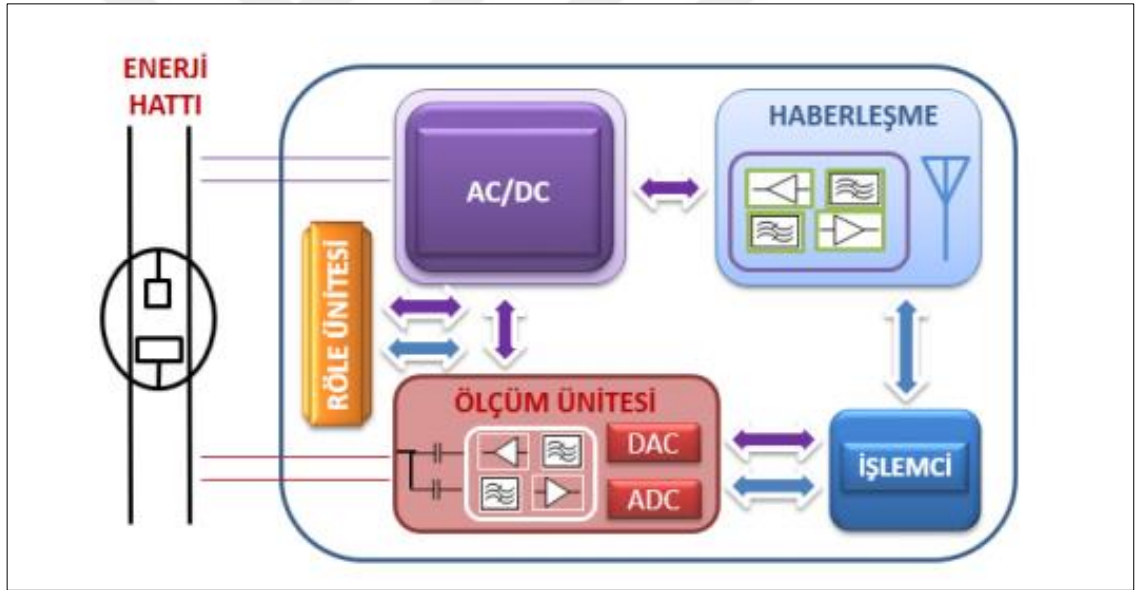 ENERJİ
HATTI
AC/DC
HABERLEŞME
RÖLE ÜNİTESİ
ÖLÇÜM ÜNİTESİ
DAC
ADC
İŞLEMCİ